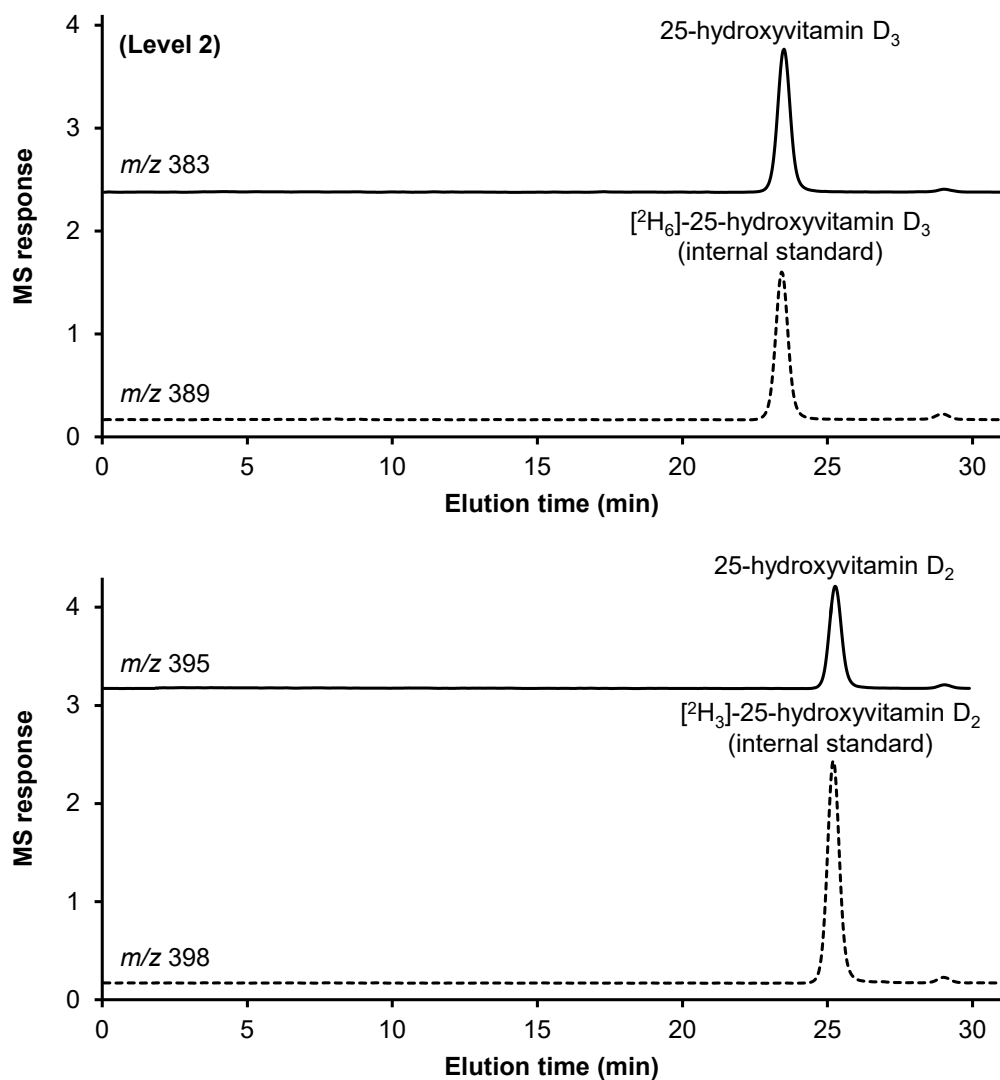 (Level 2)
25-hydroxyvitamin D₃
m/z 383
[²H₆]-25-hydroxyvitamin D₃
(internal standard)
m/z 389
MS response
4
3
2
1
0
0 5 10 15 20 25 30
Elution time (min)
25-hydroxyvitamin D₂
m/z 395
[²H₃]-25-hydroxyvitamin D₂
(internal standard)
m/z 398
MS response
4
3
2
1
0
0 5 10 15 20 25 30
Elution time (min)